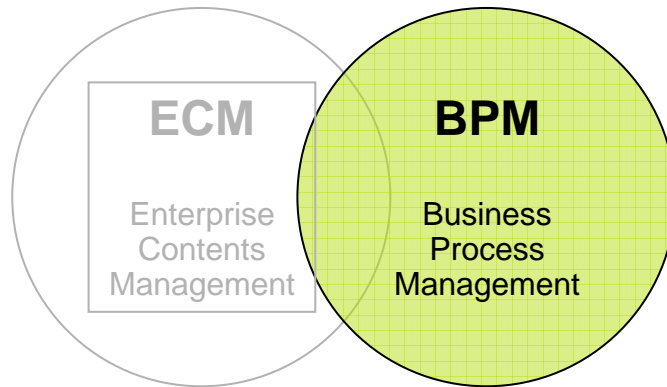 ECM
Enterprise
Contents
Management
BPM
Business
Process
Management